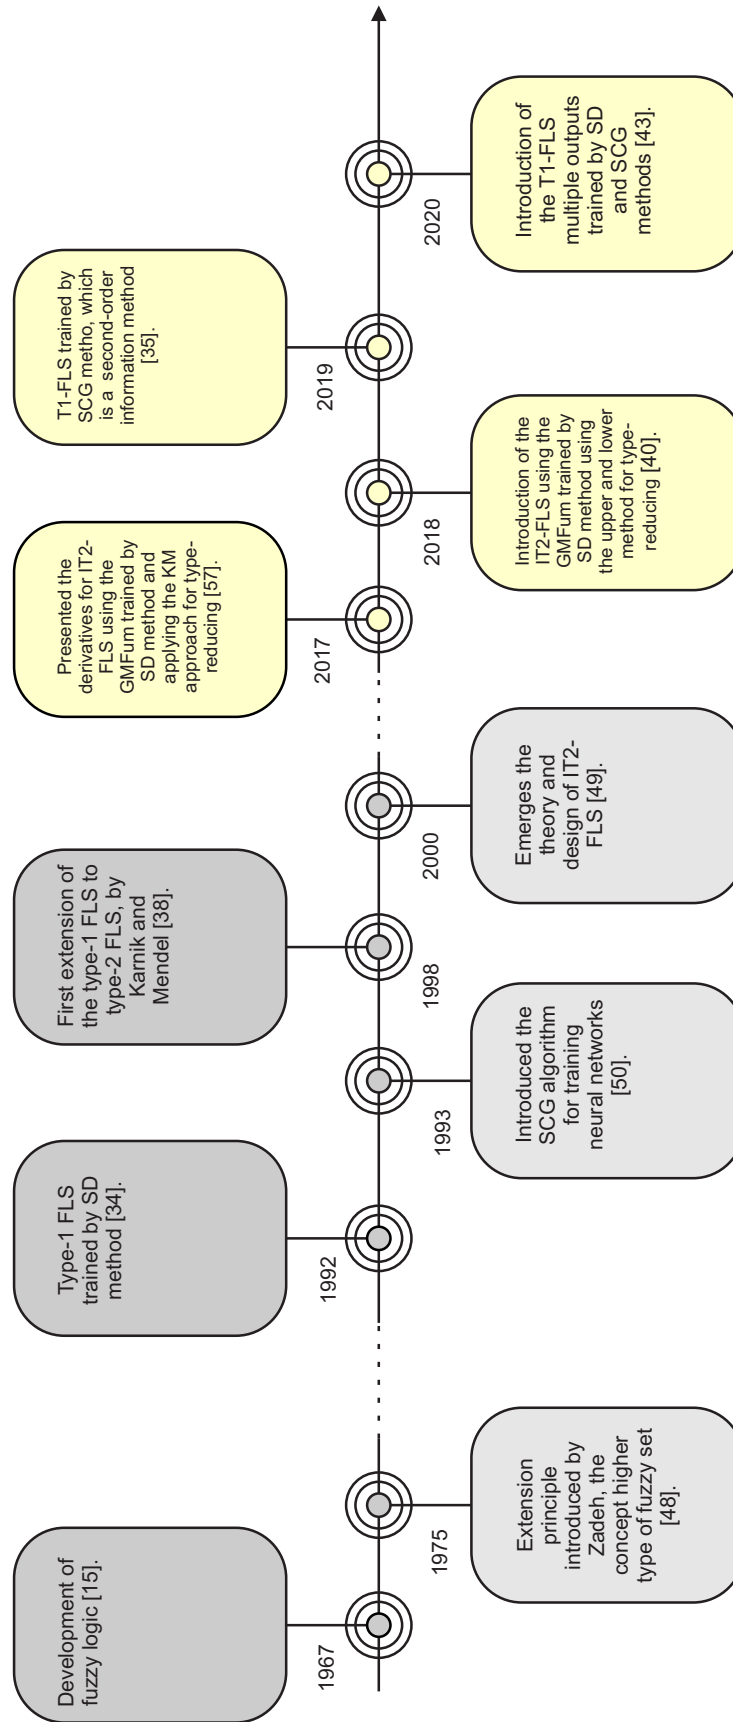 Development of
fuzzy logic [15].
1967
1975
Extension
principle
introduced by
Zadeh, the
concept higher
type of fuzzy set
[48].
Type-1 FLS
trained by SD
method [34].
1992
1993
Introduced the
SCG algorithm
for training
neural networks
[50].
First extension of
the type-1 FLS to
type-2 FLS, by
Karnik and
Mendel [38].
1998
2000
Emerges the
theory and
design of IT2-
FLS [49].
Presented the
derivatives for IT2-
FLS using the
GMFum trained by
SD method and
applying the KM
approach for type-
reducing [57].
2017
2018
Introduction of the
IT2-FLS using the
GMFum trained by
SD method using
the upper and lower
method for type-
reducing [40].
T1-FLS trained by
SCG metho, which
is a second-order
information method
[35].
2019
2020
Introduction of
the T1-FLS
multiple outputs
trained by SD
and SCG
methods [43].